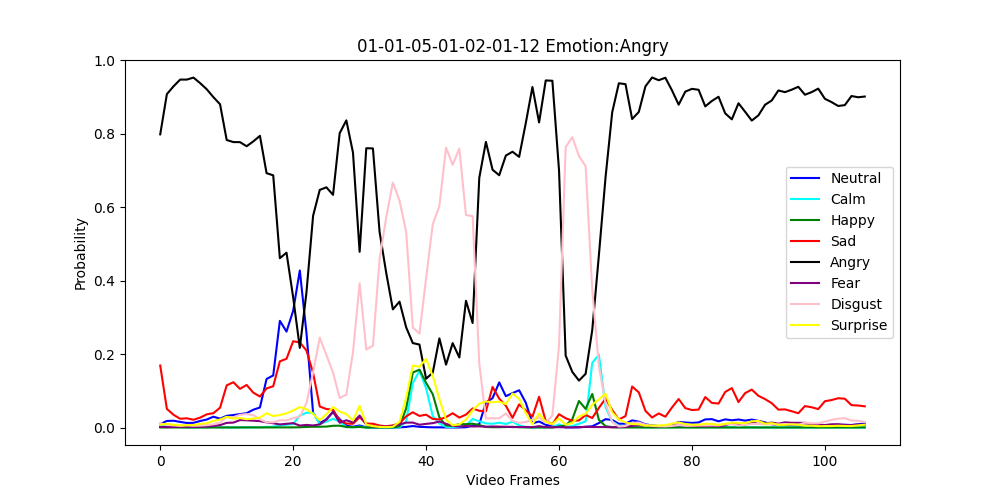 01-01-05-01-02-01-12 Emotion:Angry
1.0
0.8
0.6
0.4
0.2
0.0
Probability
0
20
40
60
80
100
Video Frames
Neutral
Calm
Happy
Sad
Angry
Fear
Disgust
Surprise